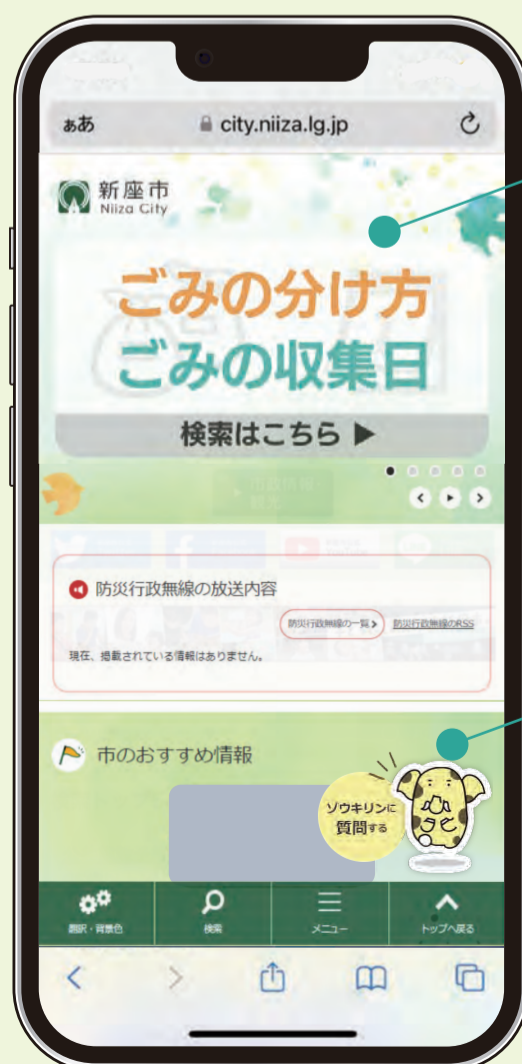 ぁあ
city.niiza.lg.jp
新座市
Niiza City
ごみの分け方
ごみの収集日
検索はこちら ▶
防災行政無線の放送内容
防災行政無線の一覧
防災行政無線のRSS
現在、掲載されている情報はありません。
市のおすすめ情報
ソウキリンに
質問する
翻訳・背景色
検索
メニュー
トップへ戻る